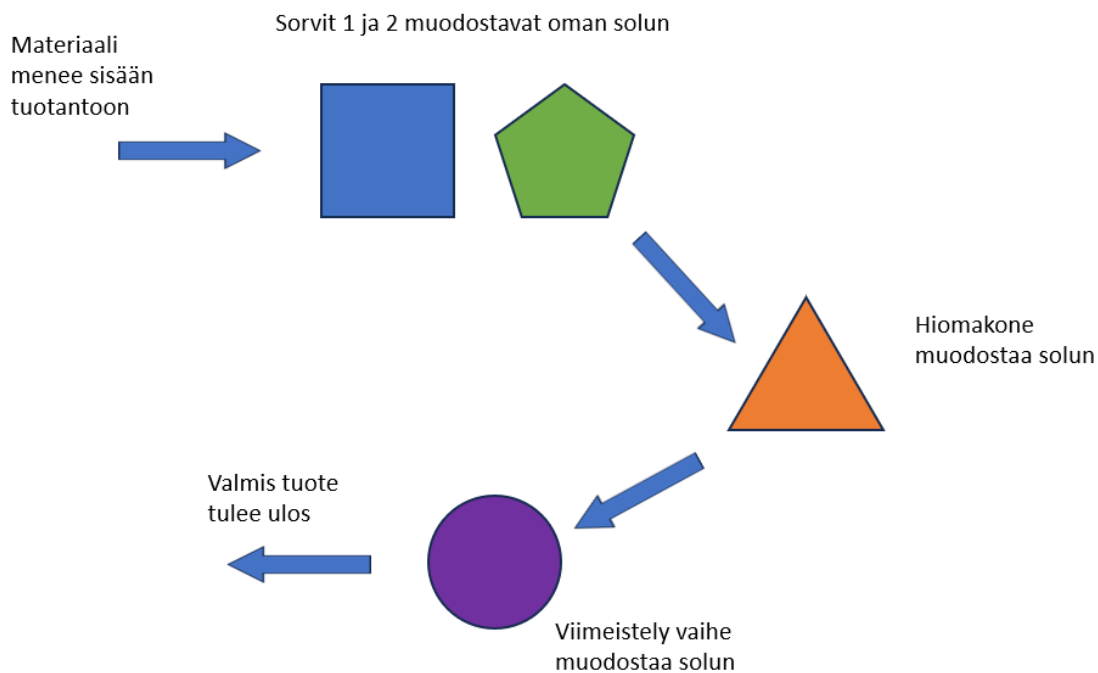 Sorvit 1 ja 2 muodostavat oman solun
Materiaali
menee sisään
tuotantoon
Hiomakone
muodostaa solun
Valmis tuote
tulee ulos
Viimeistely vaihe
muodostaa solun